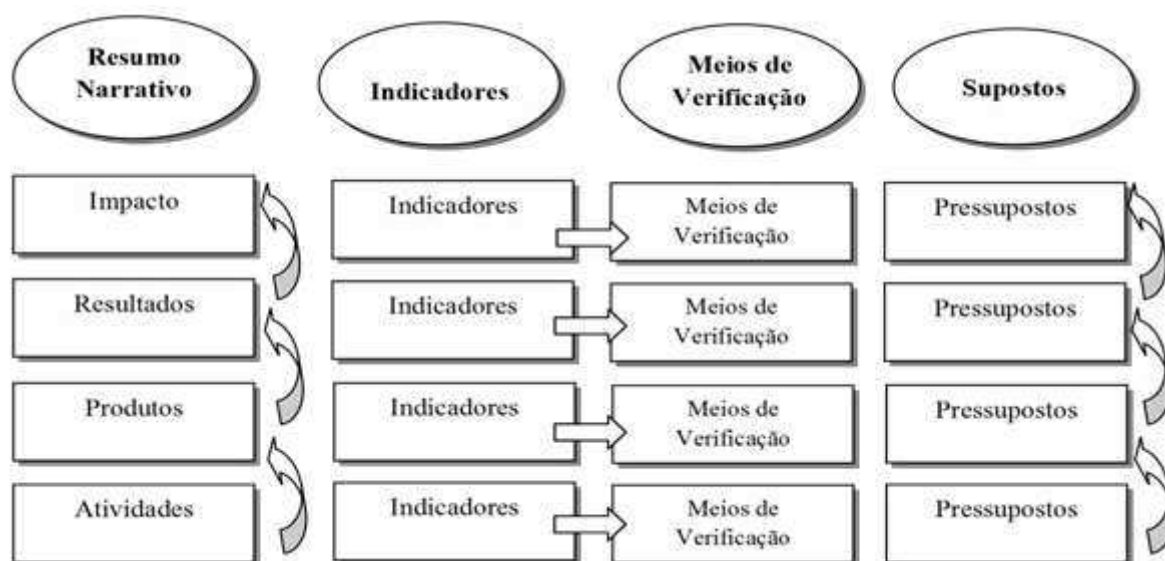 Resumo
Narrativo
Indicadores
Meios de
Verificação
Supostos
Impacto
Indicadores
Meios de
Verificação
Pressupostos
Resultados
Indicadores
Meios de
Verificação
Pressupostos
Produtos
Indicadores
Meios de
Verificação
Pressupostos
Atividades
Indicadores
Meios de
Verificação
Pressupostos